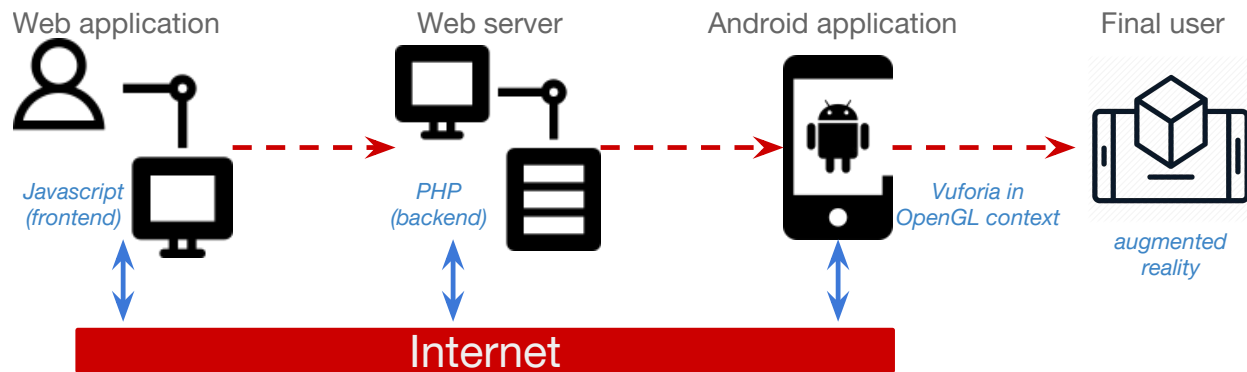 Web application
Web server
Android application
Final user
Javascript
(frontend)
PHP
(backend)
Vuforia in
OpenGL context
augmented
reality
Internet